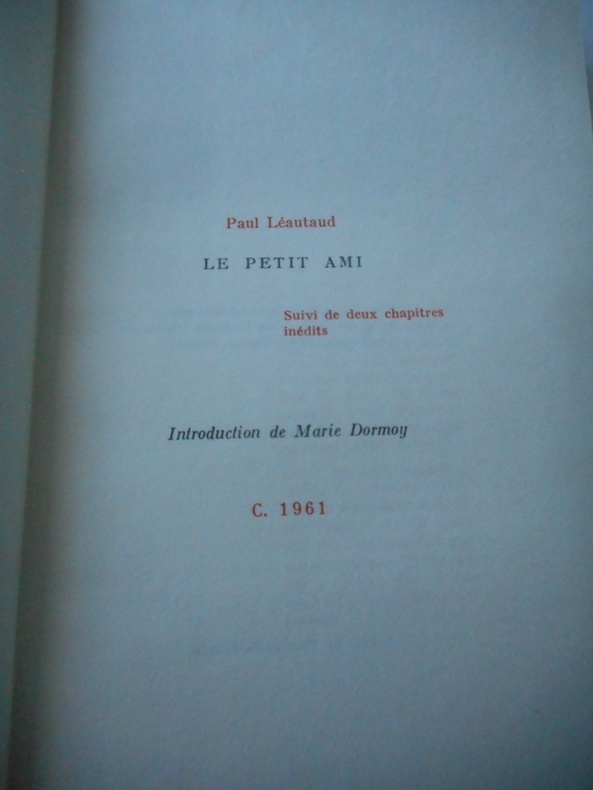 Paul Léautaud
LE PETIT AMI
Suivi de deux chapitres
inédits
Introduction de Marie Dormoy
C. 1961